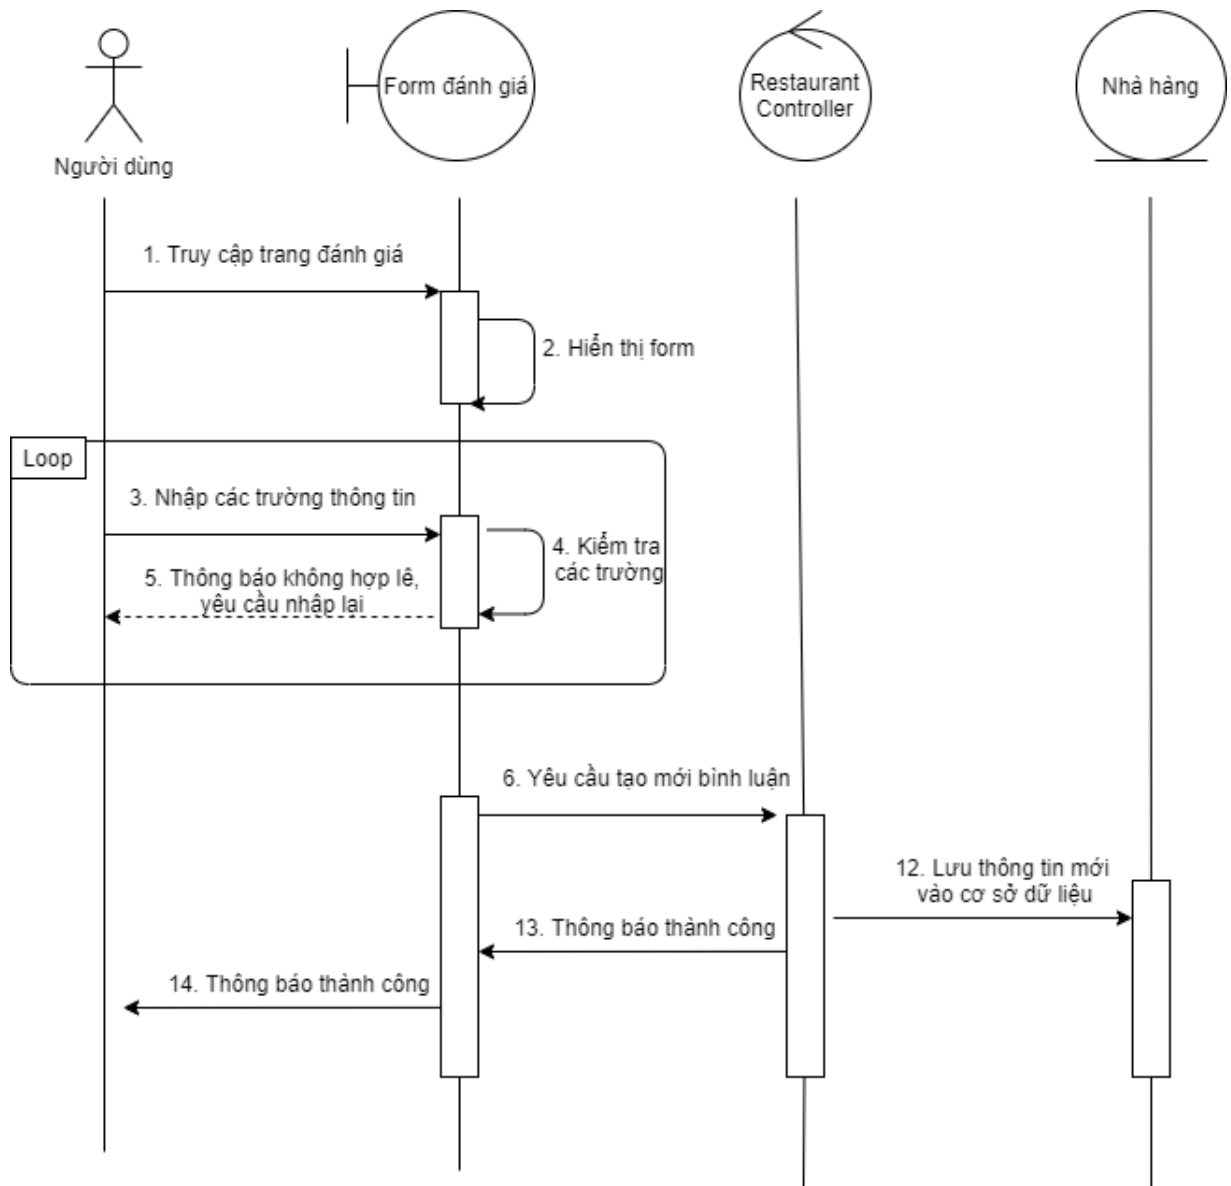 Form đánh giá
Restaurant
Controller
Nhà hàng
Người dùng
1. Truy cập trang đánh giá
2. Hiển thị form
Loop
3. Nhập các trường thông tin
4. Kiểm tra
các trường
5. Thông báo không hợp lê,
yêu cầu nhập lại
6. Yêu cầu tạo mới bình luận
12. Lưu thông tin mới
vào cơ sở dữ liệu
13. Thông báo thành công
14. Thông báo thành công